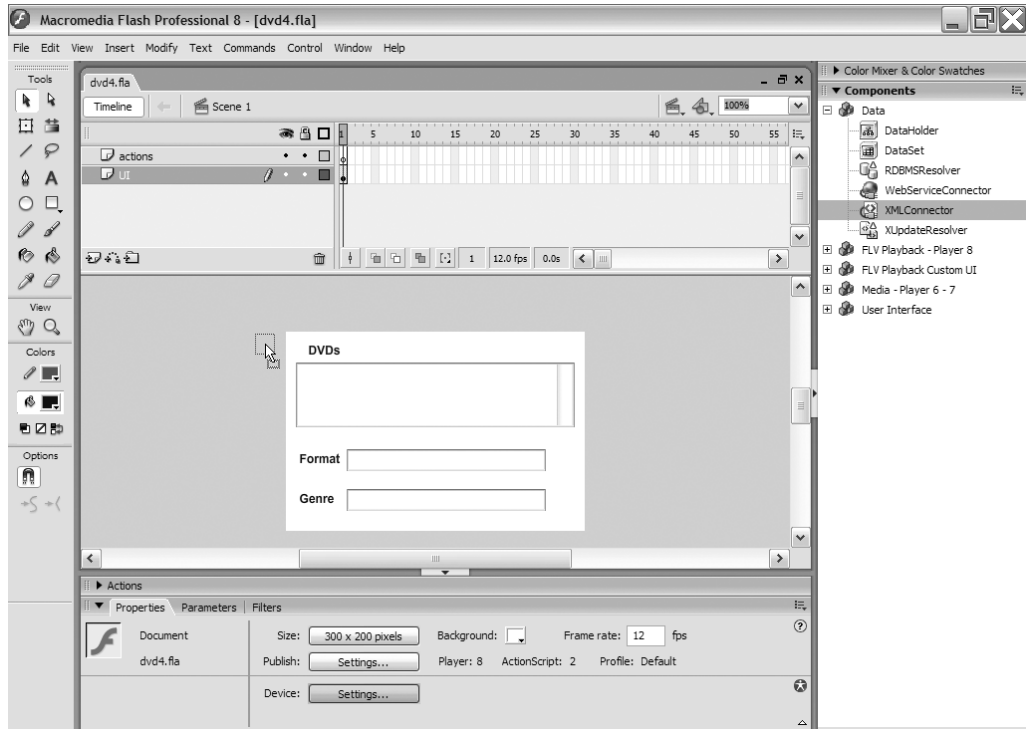 Macromedia Flash Professional 8 - [dvd4.fla]
File Edit View Insert Modify Text Commands Control Window Help
Tools
View
Colors
Options
dvd4.fla
Timeline
Scene 1
100%
1 5 10 15 20 25 30 35 40 45 50 55
actions
UI
1 12.0 fps 0.0s
DVDs
Format
Genre
Actions
Properties Parameters Filters
Document
dvd4.fla
Size: 300 x 200 pixels Background: Frame rate: 12 fps
Publish: Settings... Player: 8 ActionScript: 2 Profile: Default
Device: Settings...
Color Mixer & Color Swatches
Components
Data
DataHolder
DataSet
RDBMSResolver
WebServiceConnector
XMLConnector
XUpdateResolver
FLV Playback - Player 8
FLV Playback Custom UI
Media - Player 6 - 7
User Interface